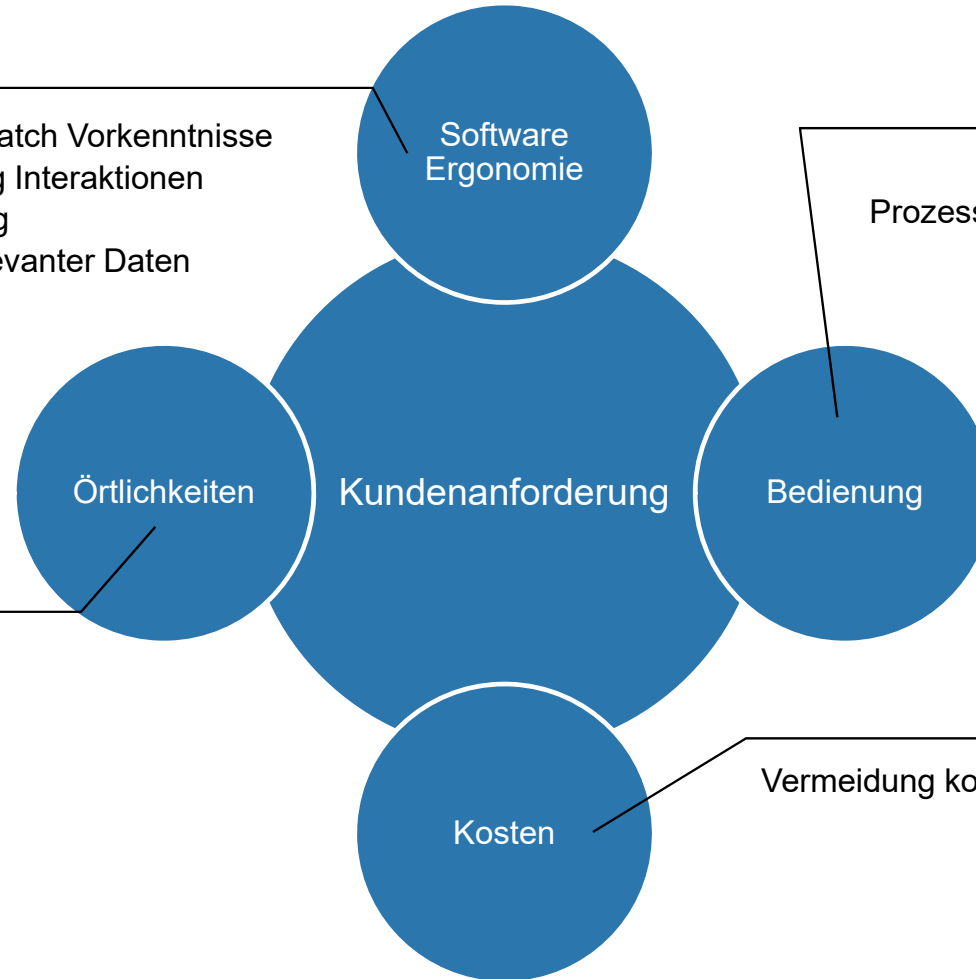 Software
Ergonomie
atch Vorkenntnisse
g Interaktionen
g
evanter Daten
Prozess
Örtlichkeiten
Kundenanforderung
Bedienung
Vermeidung ko
Kosten